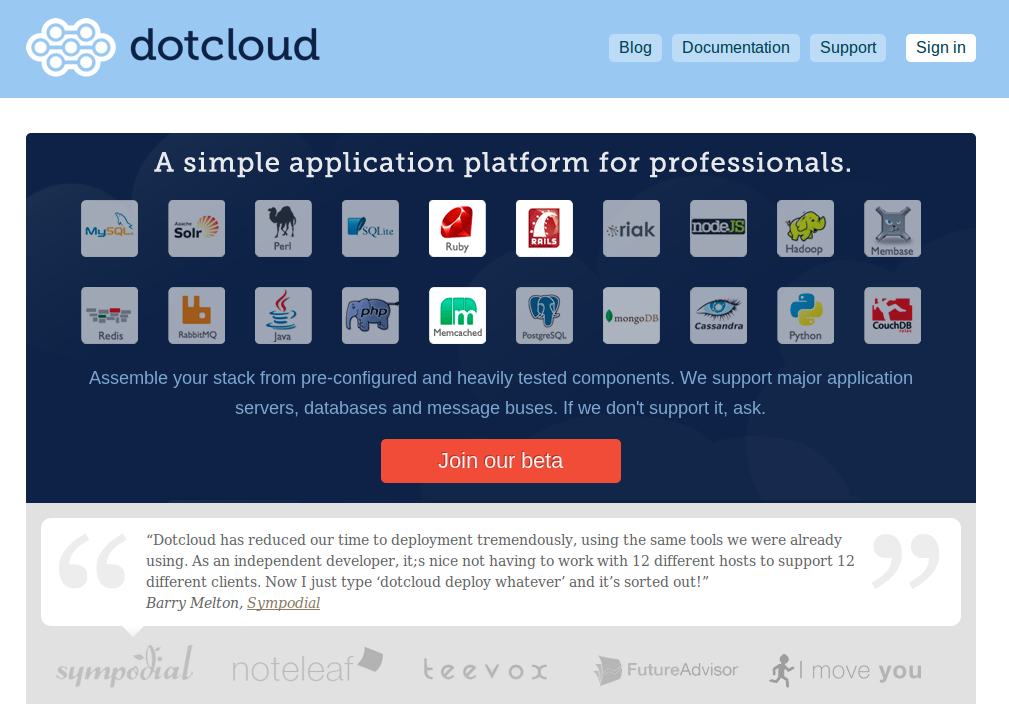 dotcloud
Blog Documentation Support Sign in
A simple application platform for professionals.
MySQL Apache Solr Perl SQLite Ruby RAILS riak nodeJS Hadoop Membase
Redis RabbitMQ Java php Memcached PostgreSQL mongoDB Cassandra Python CouchDB relax
Assemble your stack from pre-configured and heavily tested components. We support major application
servers, databases and message buses. If we don't support it, ask.
Join our beta
“Dotcloud has reduced our time to deployment tremendously, using the same tools we were already
using. As an independent developer, it;s nice not having to work with 12 different hosts to support 12
different clients. Now I just type ‘dotcloud deploy whatever’ and it’s sorted out!”
Barry Melton, Sympodial
sympodial noteleaf teevox FutureAdvisor I move you